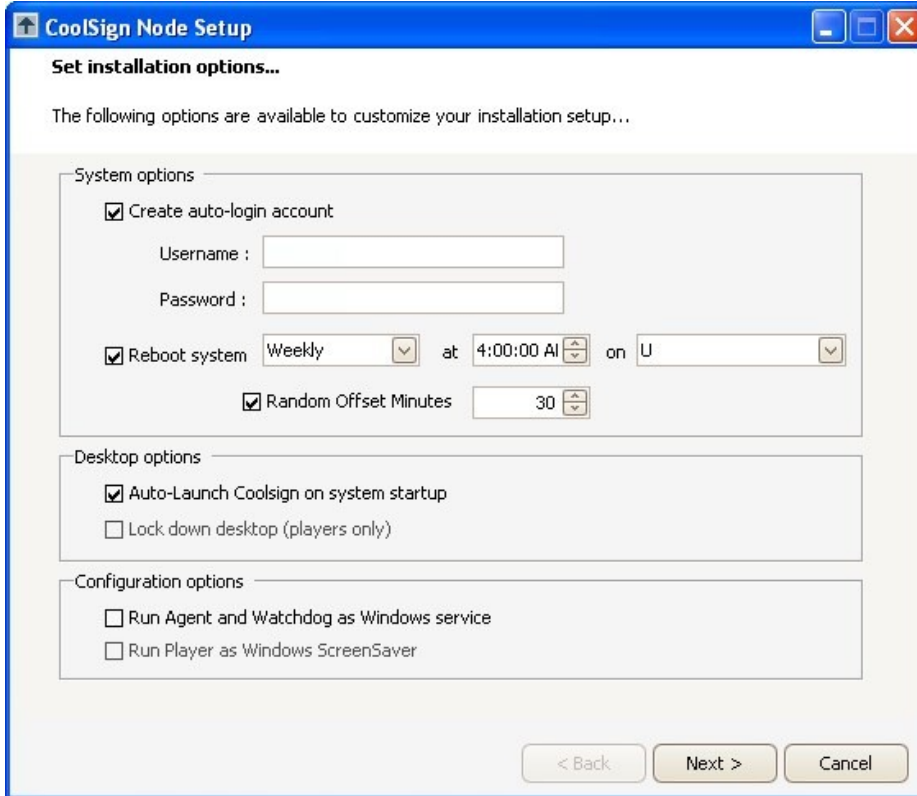 CoolSign Node Setup
Set installation options...
The following options are available to customize your installation setup...
System options
Create auto-login account
Username :
Password :
Reboot system Weekly at 4:00:00 AI on U
Random Offset Minutes 30
Desktop options
Auto-Launch Coolsign on system startup
Lock down desktop (players only)
Configuration options
Run Agent and Watchdog as Windows service
Run Player as Windows ScreenSaver
< Back Next > Cancel